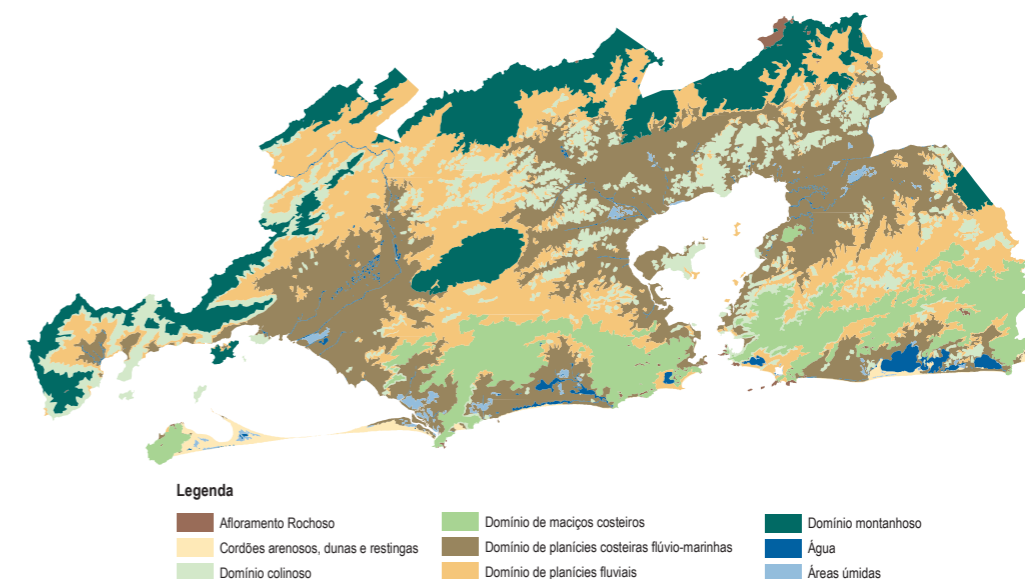 Legenda
Afloramento Rochoso
Cordões arenosos, dunas e restingas
Domínio colinoso
Domínio de maciços costeiros
Domínio de planícies costeiras flúvio-marinhas
Domínio de planícies fluviais
Domínio montanhoso
Água
Áreas úmidas